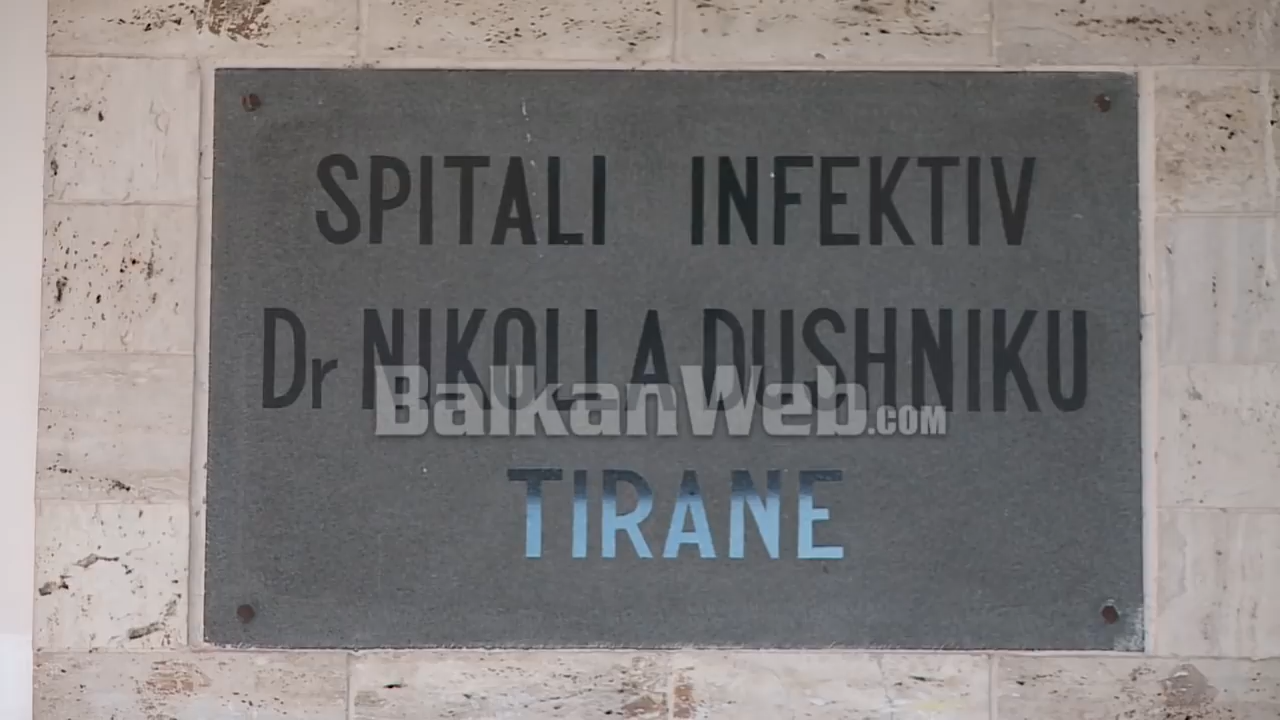 SPITALI INFEKTIV
Dr NIKOLLA DUSHNIKU
BalkanWeb.com
TIRANE